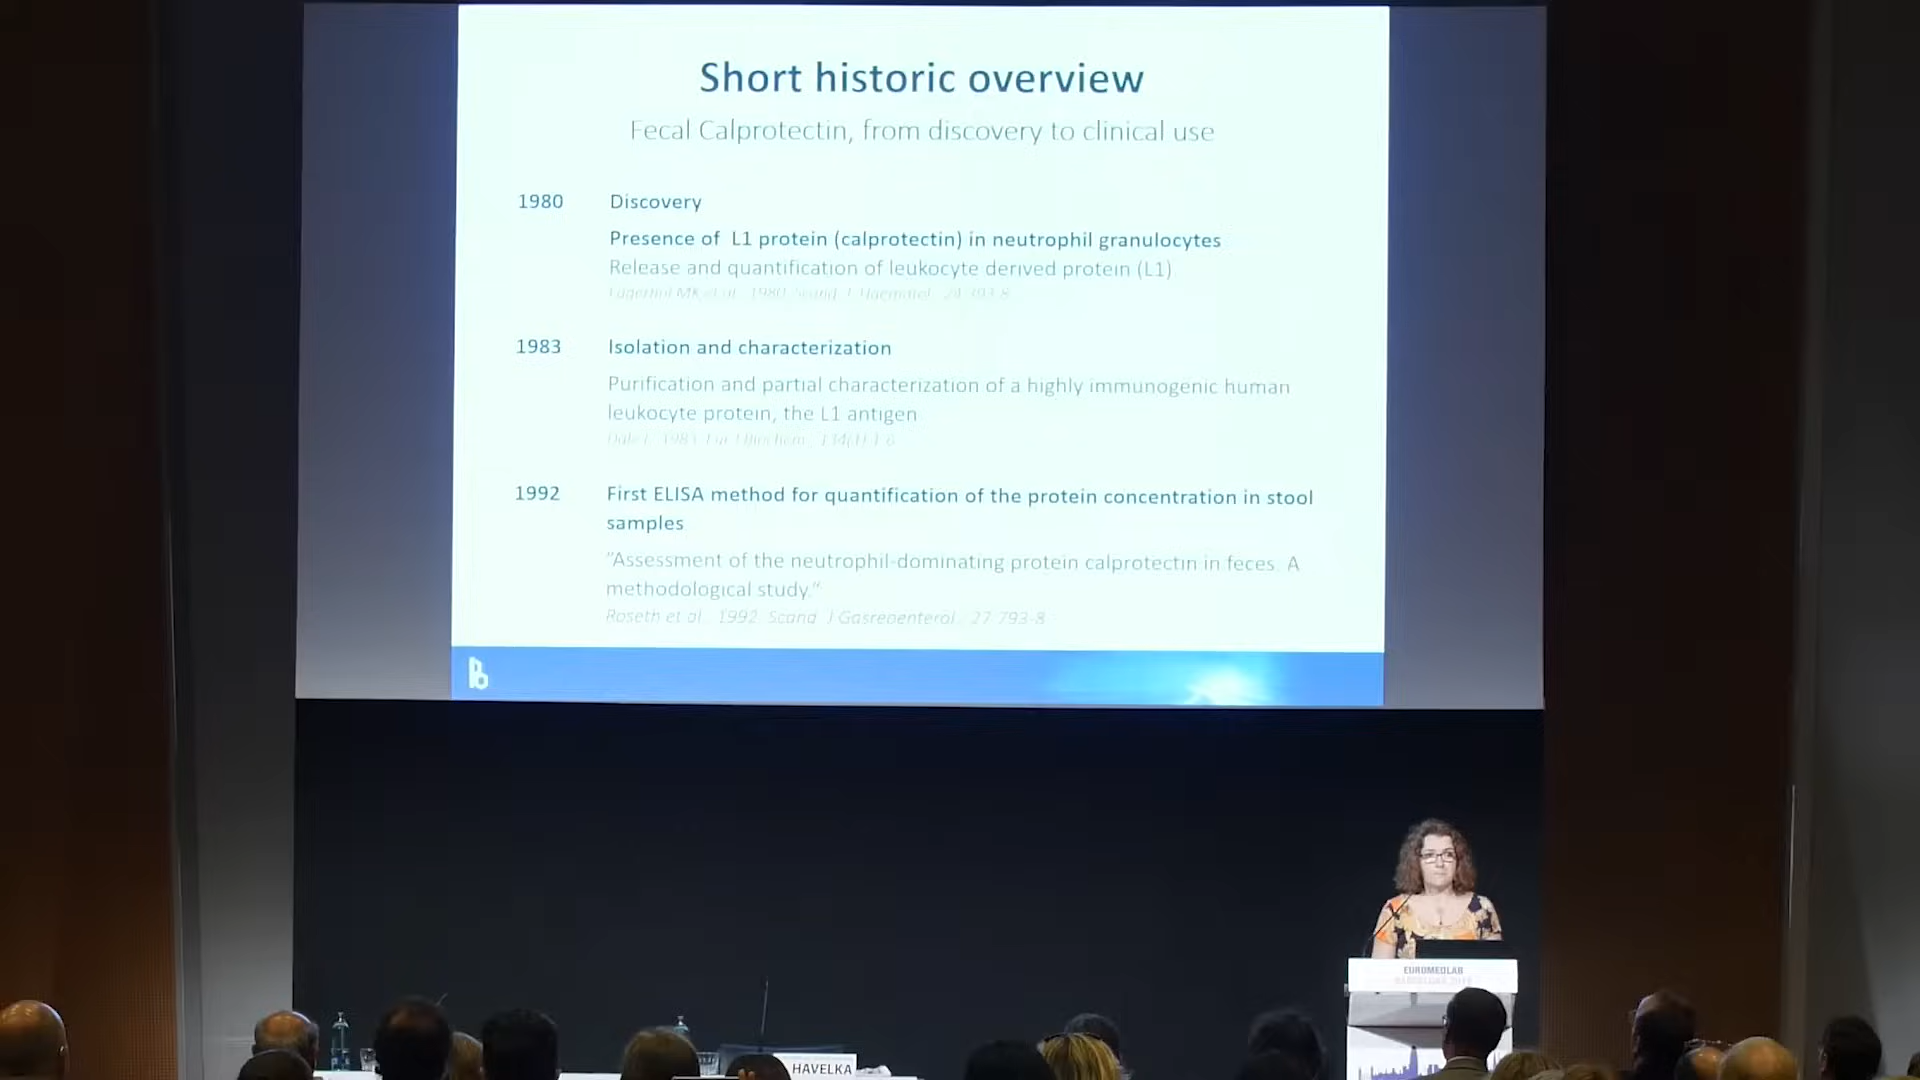 Short historic overview
Fecal Calprotectin, from discovery to clinical use
1980 Discovery
Presence of L1 protein (calprotectin) in neutrophil granulocytes
Release and quantification of leukocyte derived protein (L1)
1980
1983 Isolation and characterization
Purification and partial characterization of a highly immunogenic human
leukocyte protein, the L1 antigen
1992 First ELISA method for quantification of the protein concentration in stool
samples
"Assessment of the neutrophil-dominating protein calprotectin in feces. A
methodological study."
Roseth et al., 1992. Scand. J Gasreoenterol., 27:793-8
EUROMEDLAB
HAVELKA